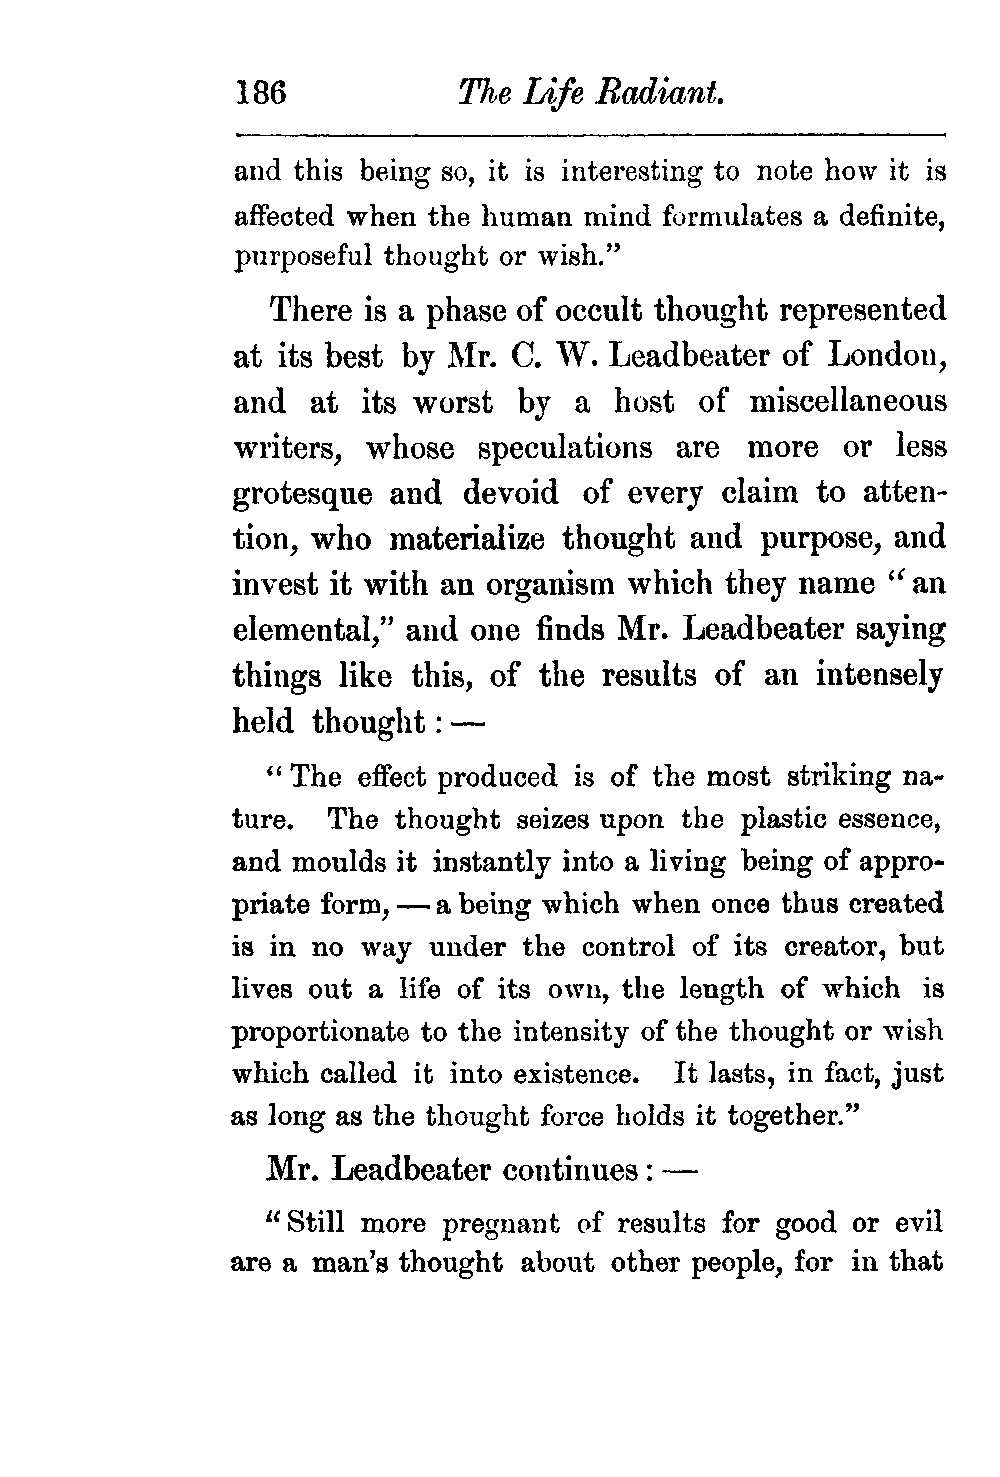 186 The Life Radiant.
and this being so, it is interesting to note how it is
affected when the human mind formulates a definite,
purposeful thought or wish.”
There is a phase of occult thought represented
at its best by Mr. C. W. Leadbeater of London,
and at its worst by a host of miscellaneous
writers, whose speculations are more or less
grotesque and devoid of every claim to atten-
tion, who materialize thought and purpose, and
invest it with an organism which they name “an
elemental,” and one finds Mr. Leadbeater saying
things like this, of the results of an intensely
held thought : —
“The effect produced is of the most striking na-
ture. The thought seizes upon the plastic essence,
and moulds it instantly into a living being of appro-
priate form, — a being which when once thus created
is in no way under the control of its creator, but
lives out a life of its own, the length of which is
proportionate to the intensity of the thought or wish
which called it into existence. It lasts, in fact, just
as long as the thought force holds it together.”
Mr. Leadbeater continues : —
“Still more pregnant of results for good or evil
are a man’s thought about other people, for in that